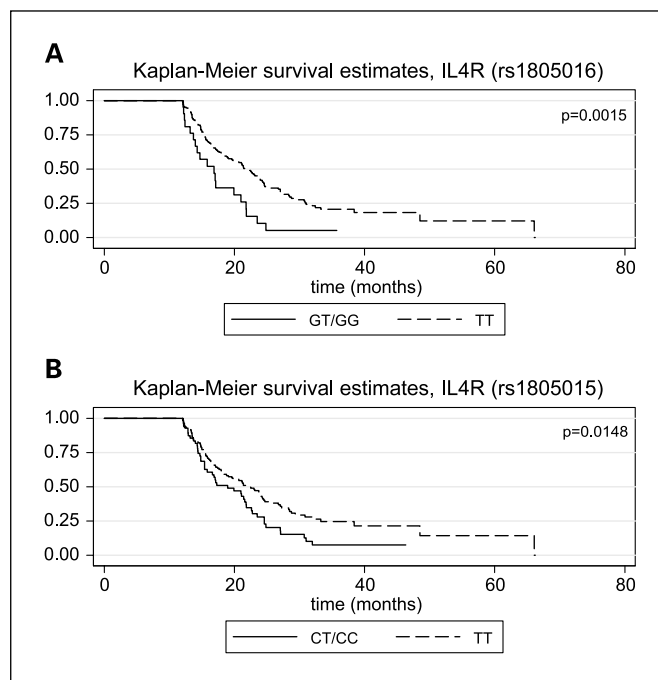 A
Kaplan-Meier survival estimates, IL4R (rs1805016)
1.00
p=0.0015
0.75
0.50
0.25
0.00
0 20 40 60 80
time (months)
GT/GG TT
B
Kaplan-Meier survival estimates, IL4R (rs1805015)
1.00
p=0.0148
0.75
0.50
0.25
0.00
0 20 40 60 80
time (months)
CT/CC TT